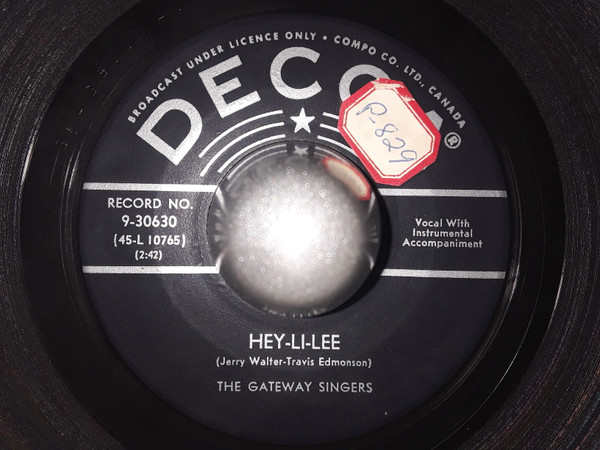 BROADCAST UNDER LICENCE ONLY • COMPO CO. LTD. CANADA
DECCA®
P-829
RECORD NO.
9-30630
(45-L 10765)
(2:42)
Vocal With
Instrumental
Accompaniment
HEY-LI-LEE
(Jerry Walter-Travis Edmonson)
THE GATEWAY SINGERS